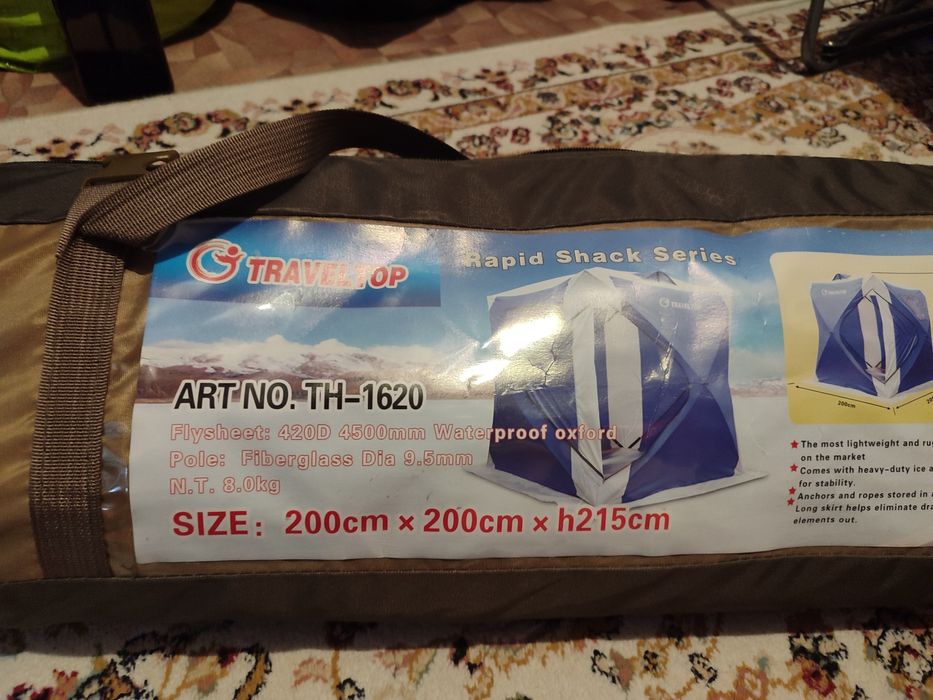 TRAVELTOP
Rapid Shack Series
TRAVELTOP
ART NO. TH-1620
Flysheet: 420D 4500mm Waterproof oxford
Pole: Fiberglass Dia 9.5mm
N.T. 8.0kg
SIZE: 200cm × 200cm × h215cm
200cm
The most lightweight and
on the market
Comes with heavy-duty ice
for stability.
Anchors and ropes stored in
Long skirt helps eliminate
elements out.